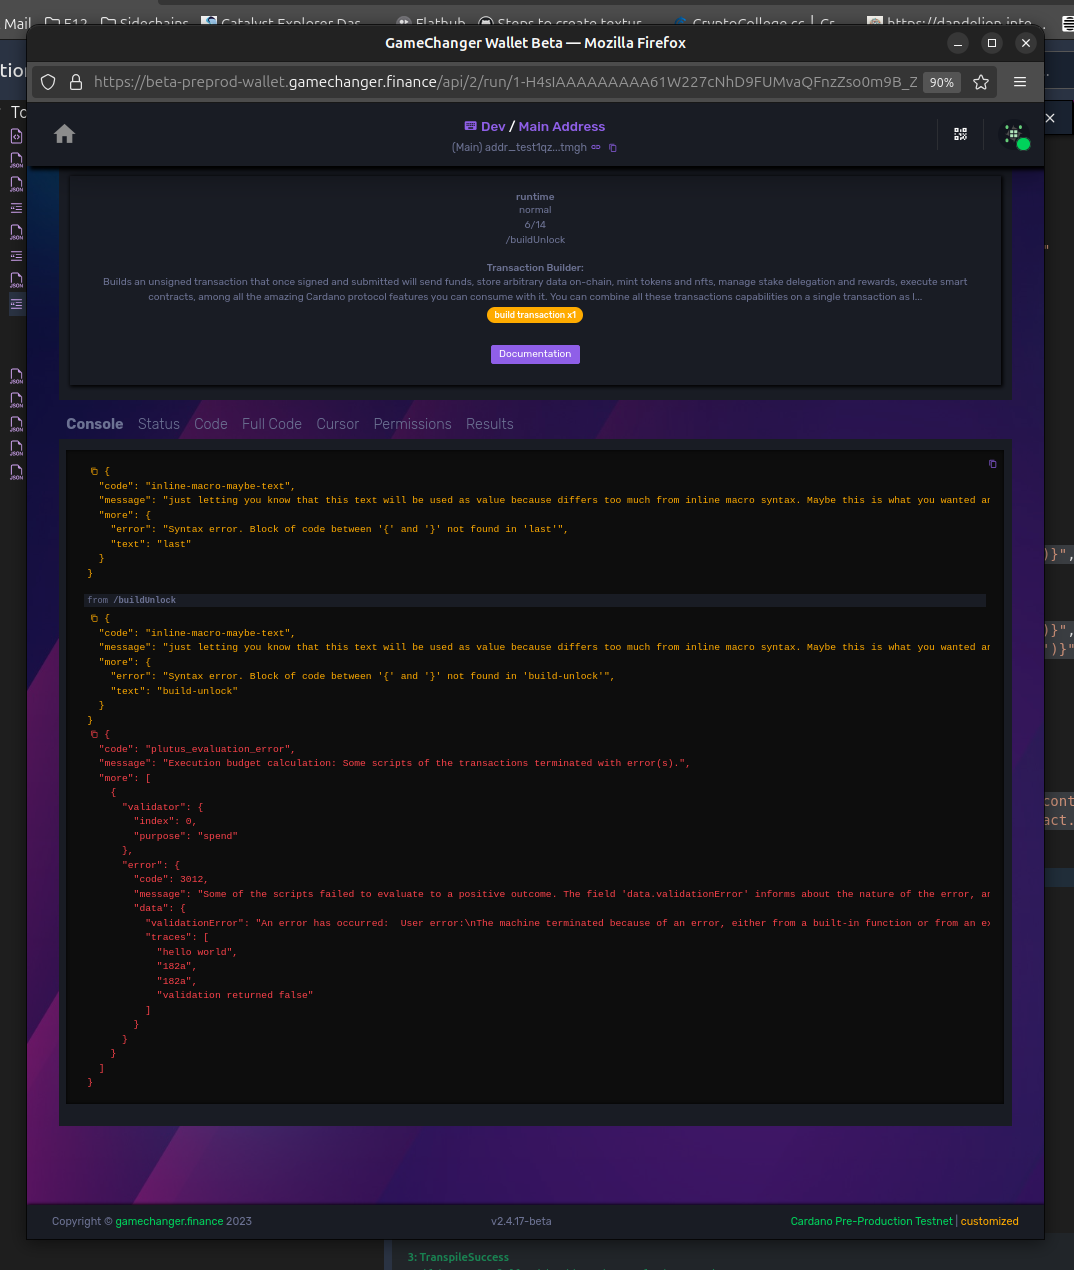 Mail F12 Sidechains Catalyst Explorer Das Flathub Steps to create textus CryptoCollege.cc | Cr https://dandelion.inte
GameChanger Wallet Beta — Mozilla Firefox
https://beta-preprod-wallet.gamechanger.finance/api/2/run/1-H4sIAAAAAAAAA61W227cNhD9FUMvaQFnzZso0m9B_Z 90%
Dev / Main Address
(Main) addr_test1qz...tmgh
runtime
normal
6/14
/buildUnlock
Transaction Builder:
Builds an unsigned transaction that once signed and submitted will send funds, store arbitrary data on-chain, mint tokens and nfts, manage stake delegation and rewards, execute smart
contracts, among all the amazing Cardano protocol features you can consume with it. You can combine all these transactions capabilities on a single transaction as l...
build transaction x1
Documentation
Console Status Code Full Code Cursor Permissions Results
{
"code": "inline-macro-maybe-text",
"message": "just letting you know that this text will be used as value because differs too much from inline macro syntax. Maybe this is what you wanted an
"more": {
"error": "Syntax error. Block of code between '{' and '}' not found in 'last'",
"text": "last"
}
}
from /buildUnlock
{
"code": "inline-macro-maybe-text",
"message": "just letting you know that this text will be used as value because differs too much from inline macro syntax. Maybe this is what you wanted an
"more": {
"error": "Syntax error. Block of code between '{' and '}' not found in 'build-unlock'",
"text": "build-unlock"
}
}
{
"code": "plutus_evaluation_error",
"message": "Execution budget calculation: Some scripts of the transactions terminated with error(s).",
"more": [
{
"validator": {
"index": 0,
"purpose": "spend"
},
"error": {
"code": 3012,
"message": "Some of the scripts failed to evaluate to a positive outcome. The field 'data.validationError' informs about the nature of the error, an
"data": {
"validationError": "An error has occurred:  User error:\nThe machine terminated because of an error, either from a built-in function or from an ex
"traces": [
"hello world",
"182a",
"182a",
"validation returned false"
]
}
}
}
]
}
Copyright © gamechanger.finance 2023 v2.4.17-beta Cardano Pre-Production Testnet | customized
3: TranspileSuccess